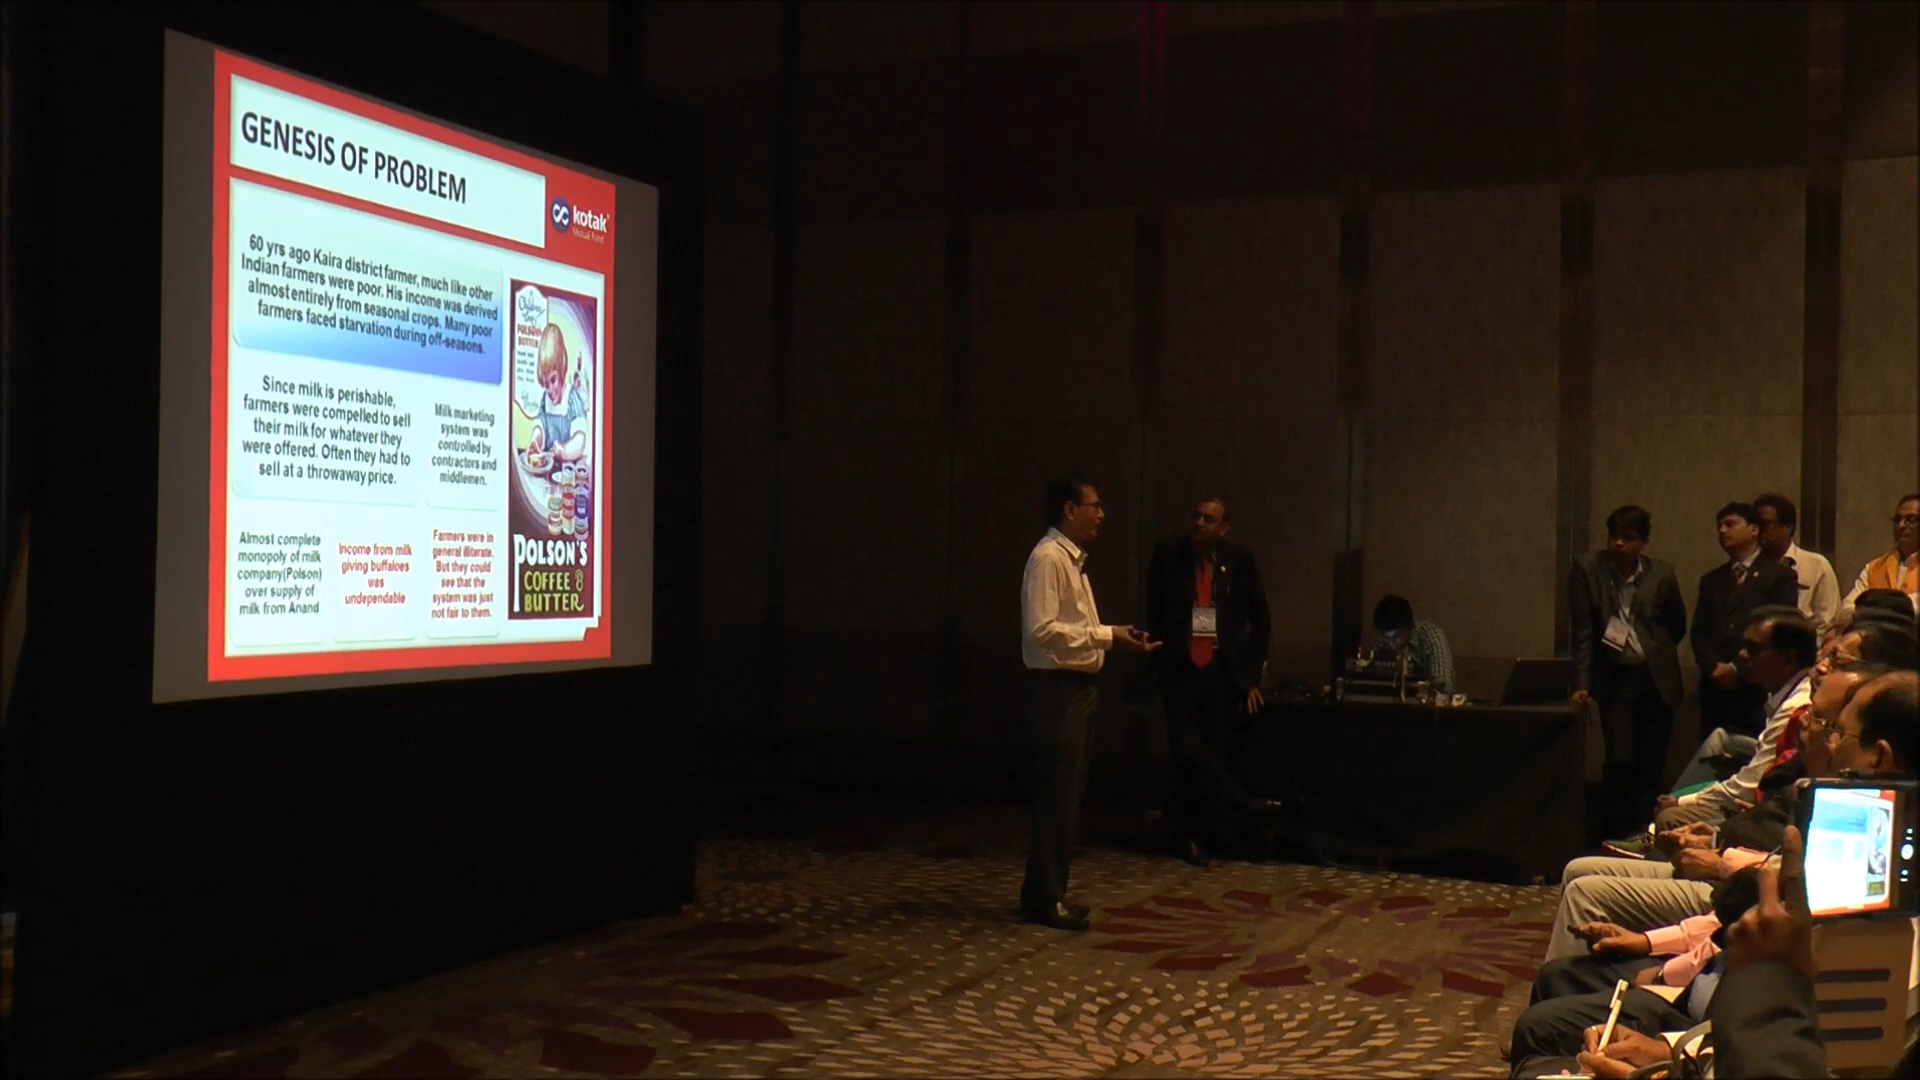 GENESIS OF PROBLEM
kotak
Mutual Fund
60 yrs ago Kaira district farmer, much like other
Indian farmers were poor. His income was derived
almost entirely from seasonal crops. Many poor
farmers faced starvation during off-seasons.
Since milk is perishable,
farmers were compelled to sell
their milk for whatever they
were offered. Often they had to
sell at a throwaway price.
Milk marketing
system was
controlled by
contractors and
middlemen.
Almost complete
monopoly of milk
company(Polson)
over supply of
milk from Anand
Income from milk
giving buffaloes
was
undependable
Farmers were in
general illiterate.
But they could
see that the
system was just
not fair to them.
POLSON'S
BUTTER
POLSON'S
COFFEE &
BUTTER